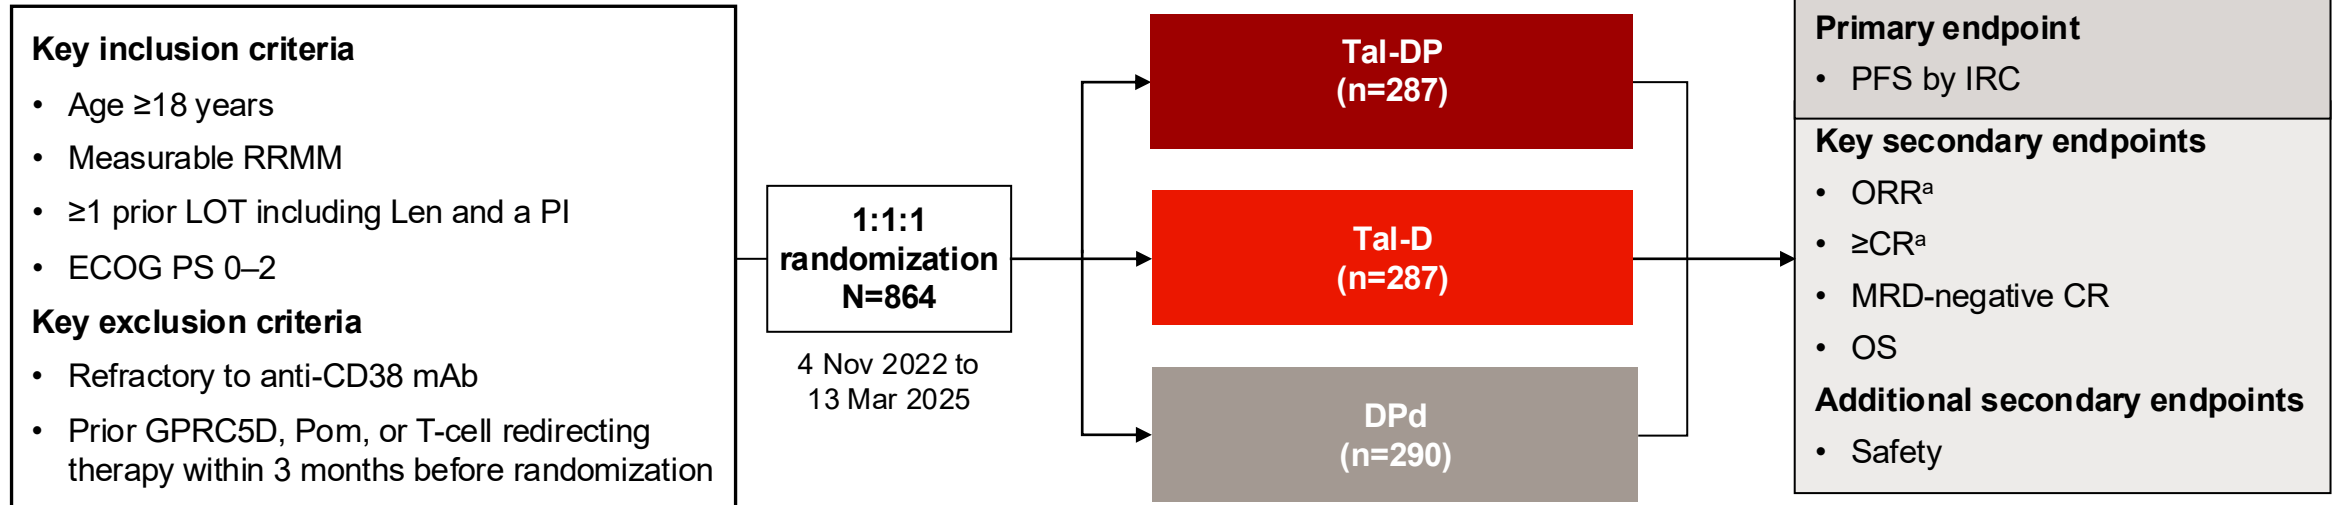 Key inclusion criteria
• Age ≥18 years
• Measurable RRMM
• ≥1 prior LOT including Len and a PI
• ECOG PS 0–2
Key exclusion criteria
• Refractory to anti-CD38 mAb
• Prior GPRC5D, Pom, or T-cell redirecting
therapy within 3 months before randomization
1:1:1
randomization
N=864
4 Nov 2022 to
13 Mar 2025
Tal-DP
(n=287)
Tal-D
(n=287)
DPd
(n=290)
Primary endpoint
• PFS by IRC
Key secondary endpoints
• ORRᵃ
• ≥CRᵃ
• MRD-negative CR
• OS
Additional secondary endpoints
• Safety